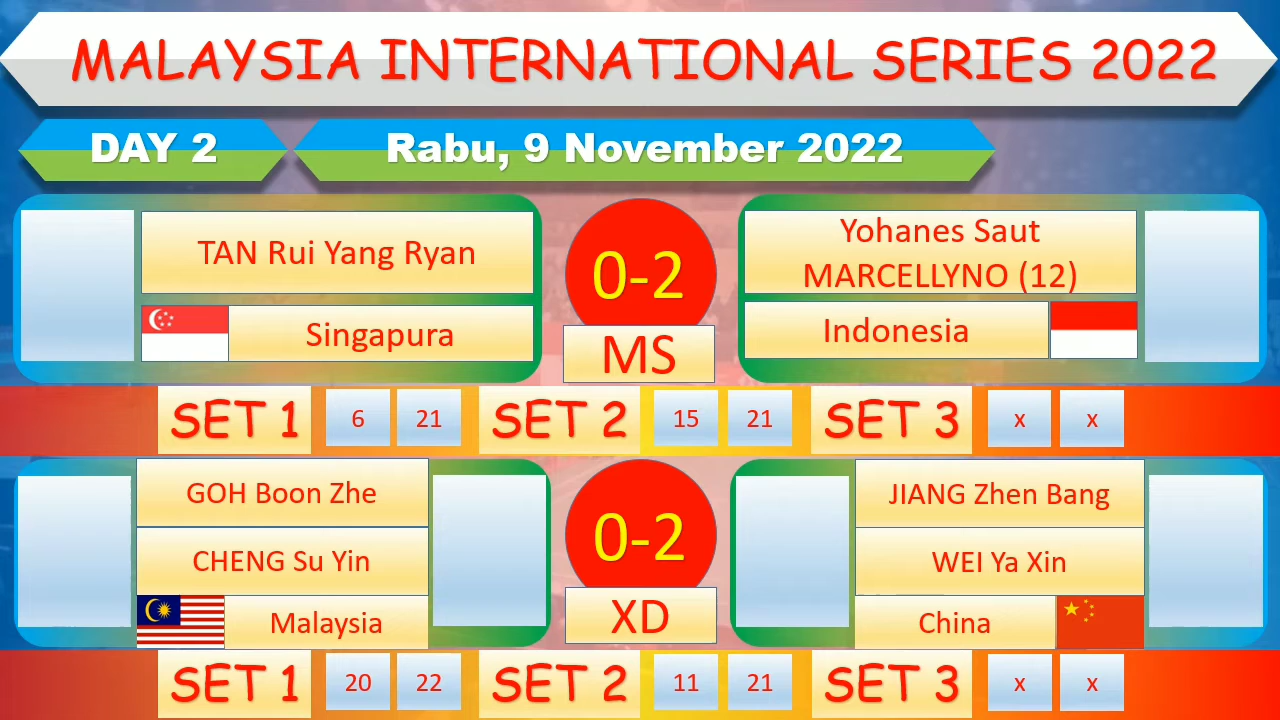 MALAYSIA INTERNATIONAL SERIES 2022
DAY 2
Rabu, 9 November 2022
TAN Rui Yang Ryan
Singapura
0-2
MS
Yohanes Saut
MARCELLYNO (12)
Indonesia
SET 1 6 21 SET 2 15 21 SET 3 x x
GOH Boon Zhe
CHENG Su Yin
Malaysia
0-2
XD
JIANG Zhen Bang
WEI Ya Xin
China
SET 1 20 22 SET 2 11 21 SET 3 x x